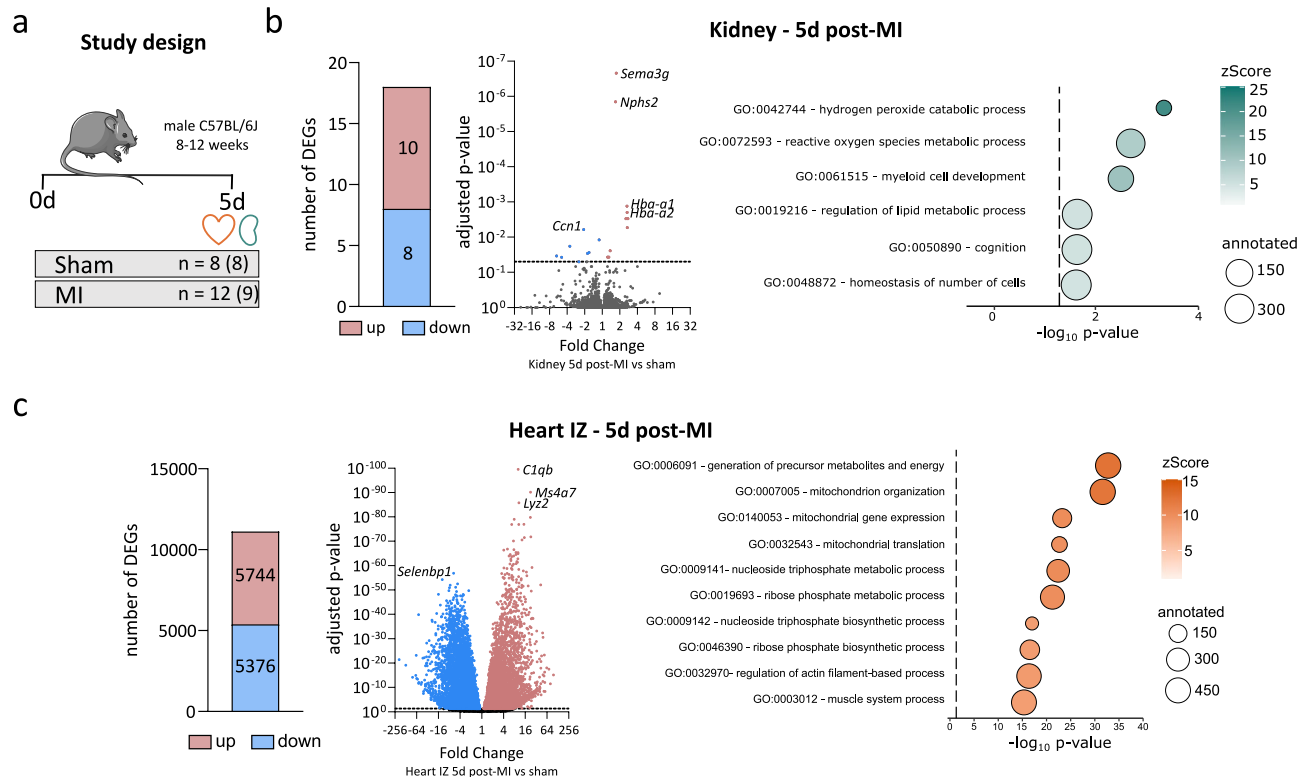 a
Study design
male C57BL/6J
8-12 weeks
0d
5d
Sham n = 8 (8)
MI n = 12 (9)
b
Kidney - 5d post-MI
number of DEGs
20
15
10
5
0
10
8
up down
adjusted p-value
10-7
10-6
10-5
10-4
10-3
10-2
10-1
100
Sema3g
Nphs2
Hba-a1
Hba-a2
Ccn1
-32 -16 -8 -4 -2 1 2 4 8 16 32
Fold Change
Kidney 5d post-MI vs sham
GO:0042744 - hydrogen peroxide catabolic process
GO:0072593 - reactive oxygen species metabolic process
GO:0061515 - myeloid cell development
GO:0019216 - regulation of lipid metabolic process
GO:0050890 - cognition
GO:0048872 - homeostasis of number of cells
0 2 4
-log10 p-value
zScore
25
20
15
10
5
annotated
150
300
c
Heart IZ - 5d post-MI
number of DEGs
15000
10000
5000
0
5744
5376
up down
adjusted p-value
10-100
10-90
10-80
10-70
10-60
10-50
10-40
10-30
10-20
10-10
100
C1qb
Ms4a7
Lyz2
Selenbp1
-256 -64 -16 -4 1 4 16 64 256
Fold Change
Heart IZ 5d post-MI vs sham
GO:0006091 - generation of precursor metabolites and energy
GO:0007005 - mitochondrion organization
GO:0140053 - mitochondrial gene expression
GO:0032543 - mitochondrial translation
GO:0009141 - nucleoside triphosphate metabolic process
GO:0019693 - ribose phosphate metabolic process
GO:0009142 - nucleoside triphosphate biosynthetic process
GO:0046390 - ribose phosphate biosynthetic process
GO:0032970 - regulation of actin filament-based process
GO:0003012 - muscle system process
0 5 10 15 20 25 30 35 40
-log10 p-value
zScore
15
10
5
annotated
150
300
450